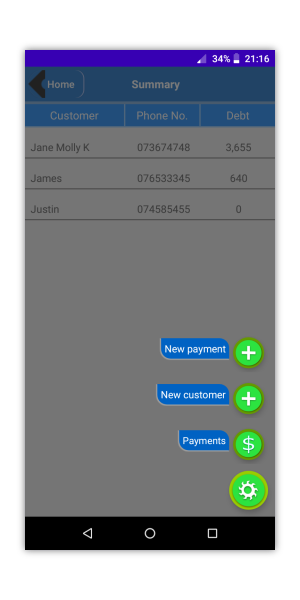 34% 21:16
Home Summary
Customer Phone No. Debt
Jane Molly K 073674748 3,655
James 076533345 640
Justin 074585455 0
New payment
New customer
Payments
$